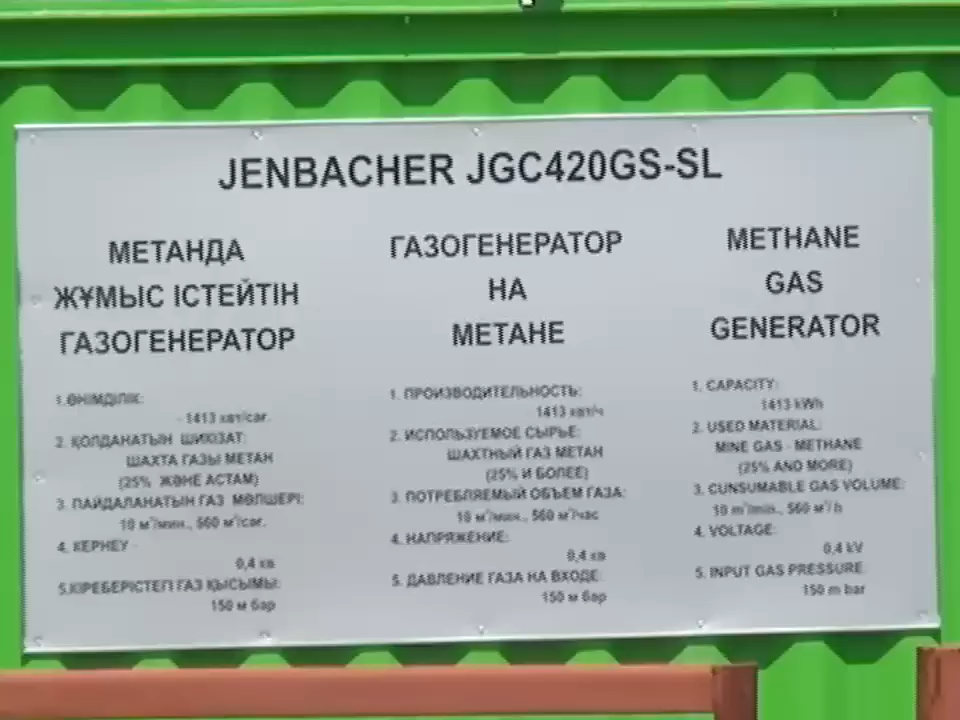 JENBACHER JGC420GS-SL
МЕТАНДА
ЖҰМЫС ІСТЕЙТІН
ГАЗОГЕНЕРАТОР
1.ӨНІМДІЛІК:
1413 квт/сағ.
2. ҚОЛДАНАТЫН ШИКІЗАТ:
ШАХТА ГАЗЫ МЕТАН
(25% ЖӘНЕ АСТАМ)
3. ПАЙДАЛАНАТЫН ГАЗ МӨЛШЕРІ:
10 м³/мин., 560 м³/сағ.
4. КЕРНЕУ
0,4 кв
5.КІРЕБЕРІСТЕГІ ГАЗ ҚЫСЫМЫ:
150 м бар
ГАЗОГЕНЕРАТОР
НА
МЕТАНЕ
1. ПРОИЗВОДИТЕЛЬНОСТЬ:
1413 квт/ч
2. ИСПОЛЬЗУЕМОЕ СЫРЬЕ:
ШАХТНЫЙ ГАЗ МЕТАН
(25% И БОЛЕЕ)
3. ПОТРЕБЛЯЕМЫЙ ОБЪЕМ ГАЗА:
10 м³/мин., 560 м³/час
4. НАПРЯЖЕНИЕ:
0,4 кв
5. ДАВЛЕНИЕ ГАЗА НА ВХОДЕ:
150 м бар
METHANE
GAS
GENERATOR
1. CAPACITY:
1413 kWh
2. USED MATERIAL:
MINE GAS - METHANE
(25% AND MORE)
3. CUNSUMABLE GAS VOLUME:
10 m³/min., 560 m³/h
4. VOLTAGE:
0,4 kV
5. INPUT GAS PRESSURE:
150 m bar